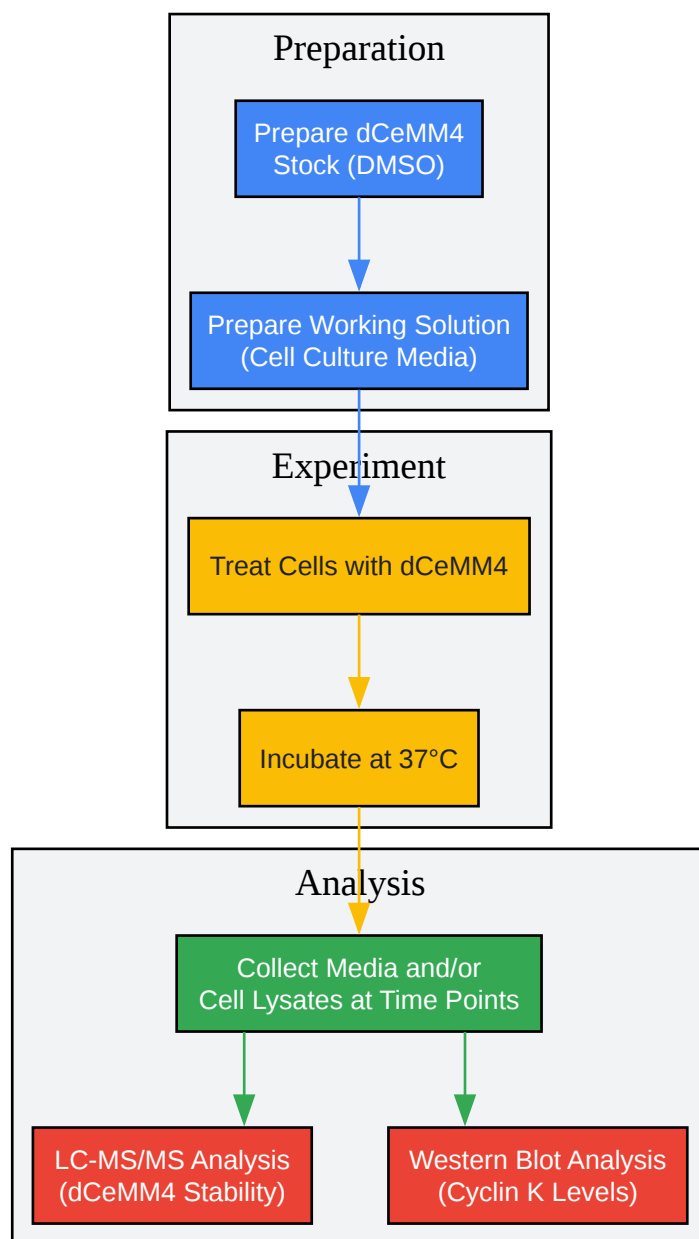 Preparation
Prepare dCeMM4
Stock (DMSO)
Prepare Working Solution
(Cell Culture Media)
Experiment
Treat Cells with dCeMM4
Incubate at 37°C
Analysis
Collect Media and/or
Cell Lysates at Time Points
LC-MS/MS Analysis
(dCeMM4 Stability)
Western Blot Analysis
(Cyclin K Levels)